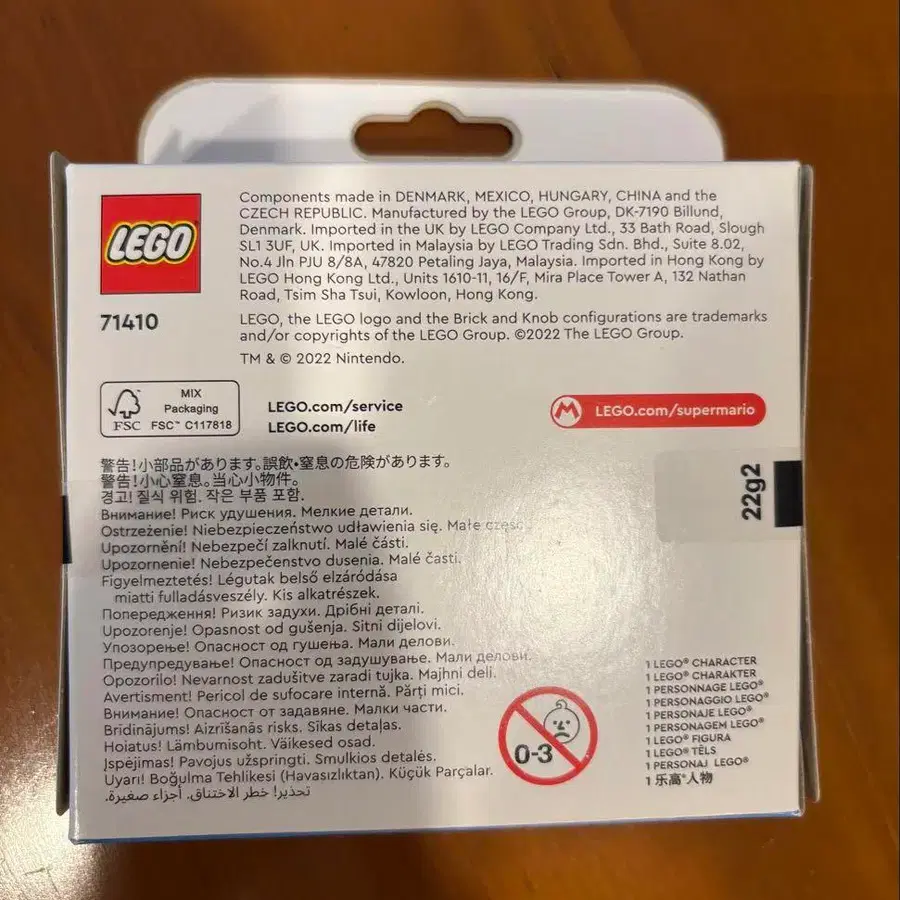 LEGO
71410
Components made in DENMARK, MEXICO, HUNGARY, CHINA and the
CZECH REPUBLIC. Manufactured by the LEGO Group, DK-7190 Billund,
Denmark. Imported in the UK by LEGO Company Ltd., 33 Bath Road, Slough
SL1 3UF, UK. Imported in Malaysia by LEGO Trading Sdn. Bhd., Suite 8.02,
No.4 Jln PJU 8/8A, 47820 Petaling Jaya, Malaysia. Imported in Hong Kong by
LEGO Hong Kong Ltd., Units 1610-11, 16/F, Mira Place Tower A, 132 Nathan
Road, Tsim Sha Tsui, Kowloon, Hong Kong.
LEGO, the LEGO logo and the Brick and Knob configurations are trademarks
and/or copyrights of the LEGO Group. ©2022 The LEGO Group.
TM & © 2022 Nintendo.
FSC
MIX
Packaging
FSC™ C117818
LEGO.com/service
LEGO.com/life
M LEGO.com/supermario
警告!小部品があります。誤飲•窒息の危険があります。
警告!小心窒息。当心小物件。
경고! 질식 위험. 작은 부품 포함.
Внимание! Риск удушения. Мелкие детали.
Ostrzeżenie! Niebezpieczeństwo udławienia się. Małe częśc
Upozornění! Nebezpečí zalknutí. Malé části.
Upozornenie! Nebezpečenstvo dusenia. Malé časti.
Figyelmeztetés! Légutak belső elzáródása
miatti fulladásveszély. Kis alkatrészek.
Попередження! Ризик задухи. Дрібні деталі.
Upozorenje! Opasnost od gušenja. Sitni dijelovi.
Упозорење! Опасност од гушења. Мали делови.
Предупредување! Опасност од задушување. Мали делови.
Opozorilo! Nevarnost zadušitve zaradi tujka. Majhni deli.
Avertisment! Pericol de sufocare internă. Părți mici.
Внимание! Опасност от задавяне. Малки части.
Brīdinājums! Aizrīšanās risks. Sīkas detaļas.
Hoiatus! Lämbumisoht. Väikesed osad.
Įspėjimas! Pavojus užspringti. Smulkios detalės.
Uyarı! Boğulma Tehlikesi (Havasızlıktan). Küçük Parçalar.
تحذير! خطر الاختناق. أجزاء صغيرة.
22g2
0-3
1 LEGO® CHARACTER
1 LEGO® CHARAKTER
1 PERSONNAGE LEGO®
1 PERSONAGGIO LEGO®
1 PERSONAJE LEGO®
1 PERSONAGEM LEGO®
1 LEGO® FIGURA
1 LEGO® TĒLS
1 PERSONAJ LEGO®
1 乐高®人物